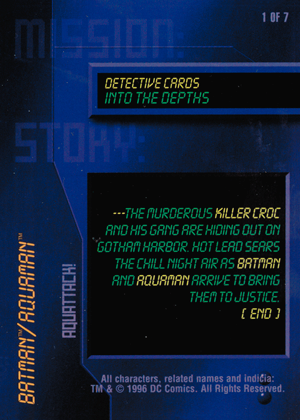 1 OF 7
MISSION:
DETECTIVE CARDS
INTO THE DEPTHS
STORY:
---THE MURDEROUS KILLER CROC
AND HIS GANG ARE HIDING OUT ON
GOTHAM HARBOR. HOT LEAD SEARS
THE CHILL NIGHT AIR AS BATMAN
AND AQUAMAN ARRIVE TO BRING
THEM TO JUSTICE.
[ END ]
BATMAN™/AQUAMAN™
AQUATTACK!
All characters, related names and indicia:
TM & © 1996 DC Comics. All Rights Reserved.